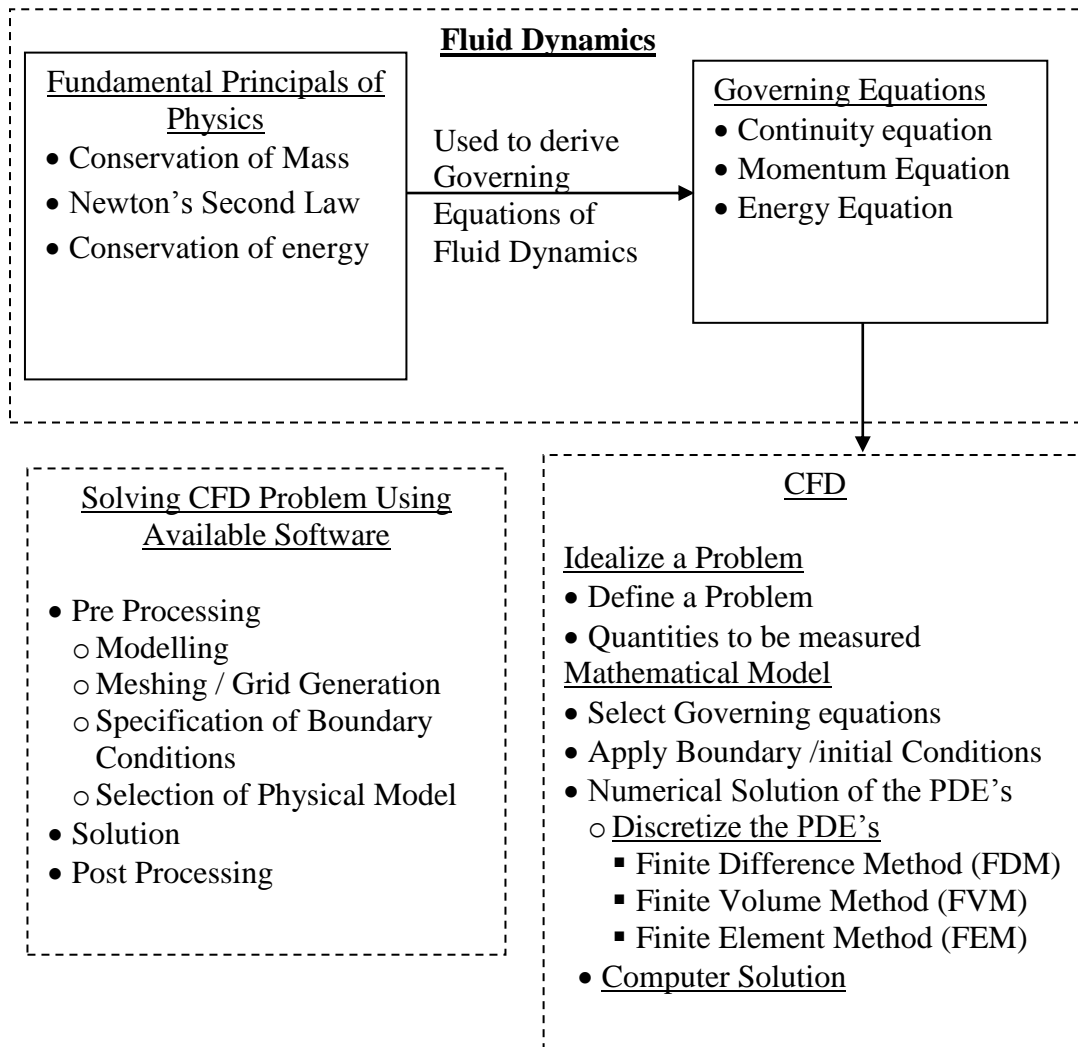 Fluid Dynamics
Fundamental Principals of
Physics
• Conservation of Mass
• Newton’s Second Law
• Conservation of energy
Used to derive
Governing
Equations of
Fluid Dynamics
Governing Equations
• Continuity equation
• Momentum Equation
• Energy Equation
Solving CFD Problem Using
Available Software
• Pre Processing
o Modelling
o Meshing / Grid Generation
o Specification of Boundary
Conditions
o Selection of Physical Model
• Solution
• Post Processing
CFD
Idealize a Problem
• Define a Problem
• Quantities to be measured
Mathematical Model
• Select Governing equations
• Apply Boundary /initial Conditions
• Numerical Solution of the PDE’s
o Discretize the PDE’s
▪ Finite Difference Method (FDM)
▪ Finite Volume Method (FVM)
▪ Finite Element Method (FEM)
• Computer Solution